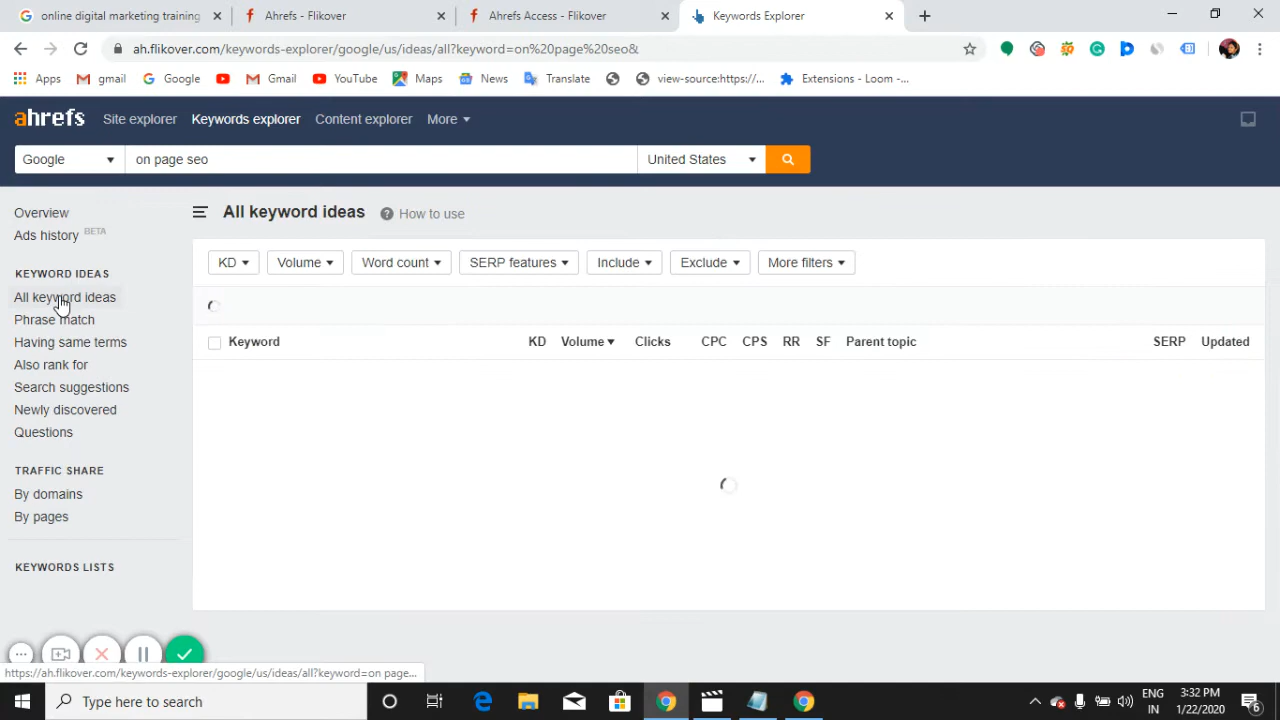 online digital marketing training
Ahrefs - Flikover
Ahrefs Access - Flikover
Keywords Explorer
ah.flikover.com/keywords-explorer/google/us/ideas/all?keyword=on%20page%20seo&
Apps
gmail
Google
Gmail
YouTube
Maps
News
Translate
view-source:https://...
Extensions - Loom -...
ahrefs
Site explorer
Keywords explorer
Content explorer
More
Google
on page seo
United States
Overview
Ads history BETA
KEYWORD IDEAS
All keyword ideas
Phrase match
Having same terms
Also rank for
Search suggestions
Newly discovered
Questions
TRAFFIC SHARE
By domains
By pages
KEYWORDS LISTS
All keyword ideas
? How to use
KD
Volume
Word count
SERP features
Include
Exclude
More filters
Keyword
KD
Volume
Clicks
CPC
CPS
RR
SF
Parent topic
SERP
Updated
https://ah.flikover.com/keywords-explorer/google/us/ideas/all?keyword=on page...
Type here to search
ENG
IN
3:32 PM
1/22/2020
6